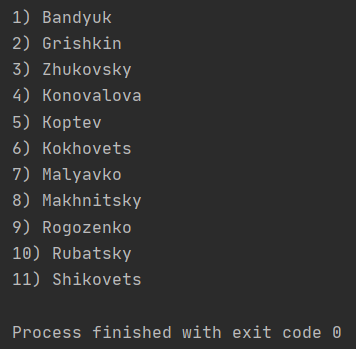 1) Bandyuk
2) Grishkin
3) Zhukovsky
4) Konovalova
5) Koptev
6) Kokhovets
7) Malyavko
8) Makhnitsky
9) Rogozenko
10) Rubatsky
11) Shikovets
Process finished with exit code 0